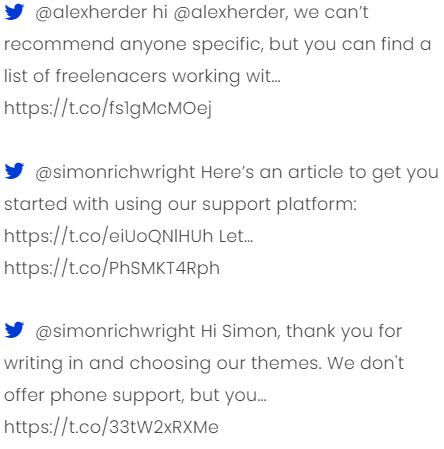 @alexherder hi @alexherder, we can’t
recommend anyone specific, but you can find a
list of freelenacers working wit...
https://t.co/fs1gMcMOej
@simonrichwright Here’s an article to get you
started with using our support platform:
https://t.co/eiUoQNlHUh Let...
https://t.co/PhSMKT4Rph
@simonrichwright Hi Simon, thank you for
writing in and choosing our themes. We don't
offer phone support, but you...
https://t.co/33tW2xRXMe